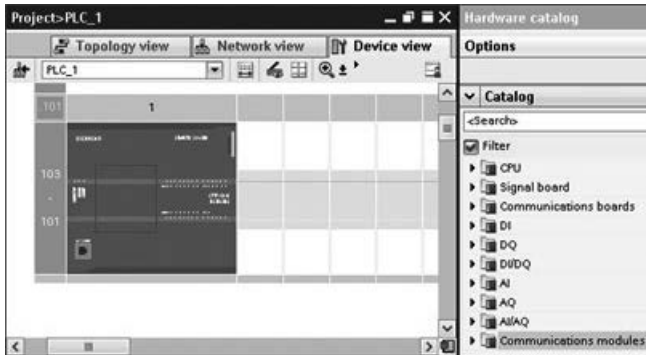 Project>PLC_1
Hardware catalog
Topology view
Network view
Device view
Options
PLC_1
101
1
Catalog
<Search>
Filter
103
-
101
SIEMENS
CPU
Signal board
Communications boards
DI
DQ
DI/DQ
AI
AQ
AI/AQ
Communications modules